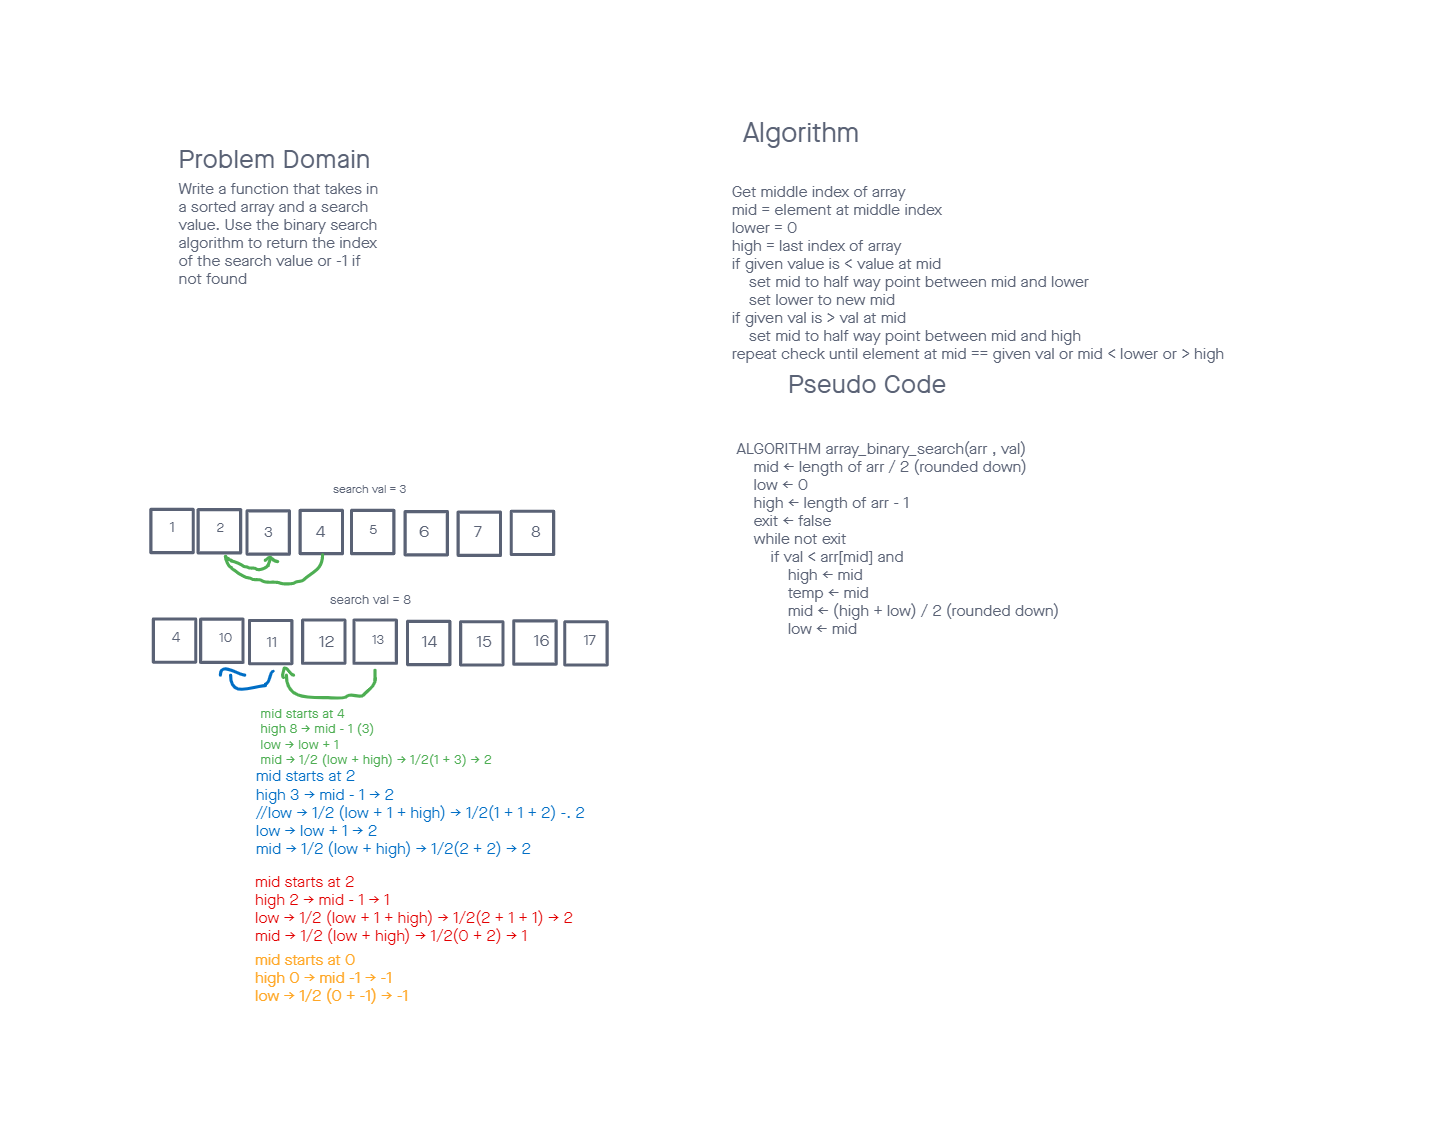 Problem Domain
Write a function that takes in
a sorted array and a search
value. Use the binary search
algorithm to return the index
of the search value or -1 if
not found
search val = 3
1 2 3 4 5 6 7 8
search val = 8
4 10 11 12 13 14 15 16 17
mid starts at 4
high 8 → mid - 1 (3)
low → low + 1
mid → 1/2 (low + high) → 1/2(1 + 3) → 2
mid starts at 2
high 3 → mid - 1 → 2
//low → 1/2 (low + 1 + high) → 1/2(1 + 1 + 2) -. 2
low → low + 1 → 2
mid → 1/2 (low + high) → 1/2(2 + 2) → 2
mid starts at 2
high 2 → mid - 1 → 1
low → 1/2 (low + 1 + high) → 1/2(2 + 1 + 1) → 2
mid → 1/2 (low + high) → 1/2(0 + 2) → 1
mid starts at 0
high 0 → mid -1 → -1
low → 1/2 (0 + -1) → -1
Algorithm
Get middle index of array
mid = element at middle index
lower = 0
high = last index of array
if given value is < value at mid
set mid to half way point between mid and lower
set lower to new mid
if given val is > val at mid
set mid to half way point between mid and high
repeat check until element at mid == given val or mid < lower or > high
Pseudo Code
ALGORITHM array_binary_search(arr , val)
mid ← length of arr / 2 (rounded down)
low ← 0
high ← length of arr - 1
exit ← false
while not exit
if val < arr[mid] and
high ← mid
temp ← mid
mid ← (high + low) / 2 (rounded down)
low ← mid